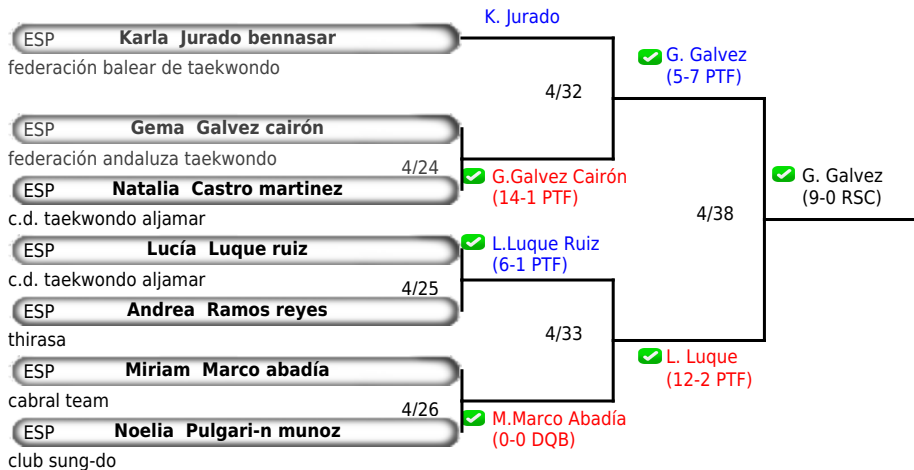 K. Jurado
ESP Karla Jurado bennasar
federación balear de taekwondo
G. Galvez
(5-7 PTF)
4/32
ESP Gema Galvez cairón
federación andaluza taekwondo
4/24
G.Galvez Cairón
(14-1 PTF)
ESP Natalia Castro martinez
c.d. taekwondo aljamar
G. Galvez
(9-0 RSC)
4/38
ESP Lucía Luque ruiz
c.d. taekwondo aljamar
L.Luque Ruiz
(6-1 PTF)
4/25
ESP Andrea Ramos reyes
thirasa
4/33
L. Luque
(12-2 PTF)
ESP Miriam Marco abadía
cabral team
4/26
M.Marco Abadía
(0-0 DQB)
ESP Noelia Pulgari-n munoz
club sung-do